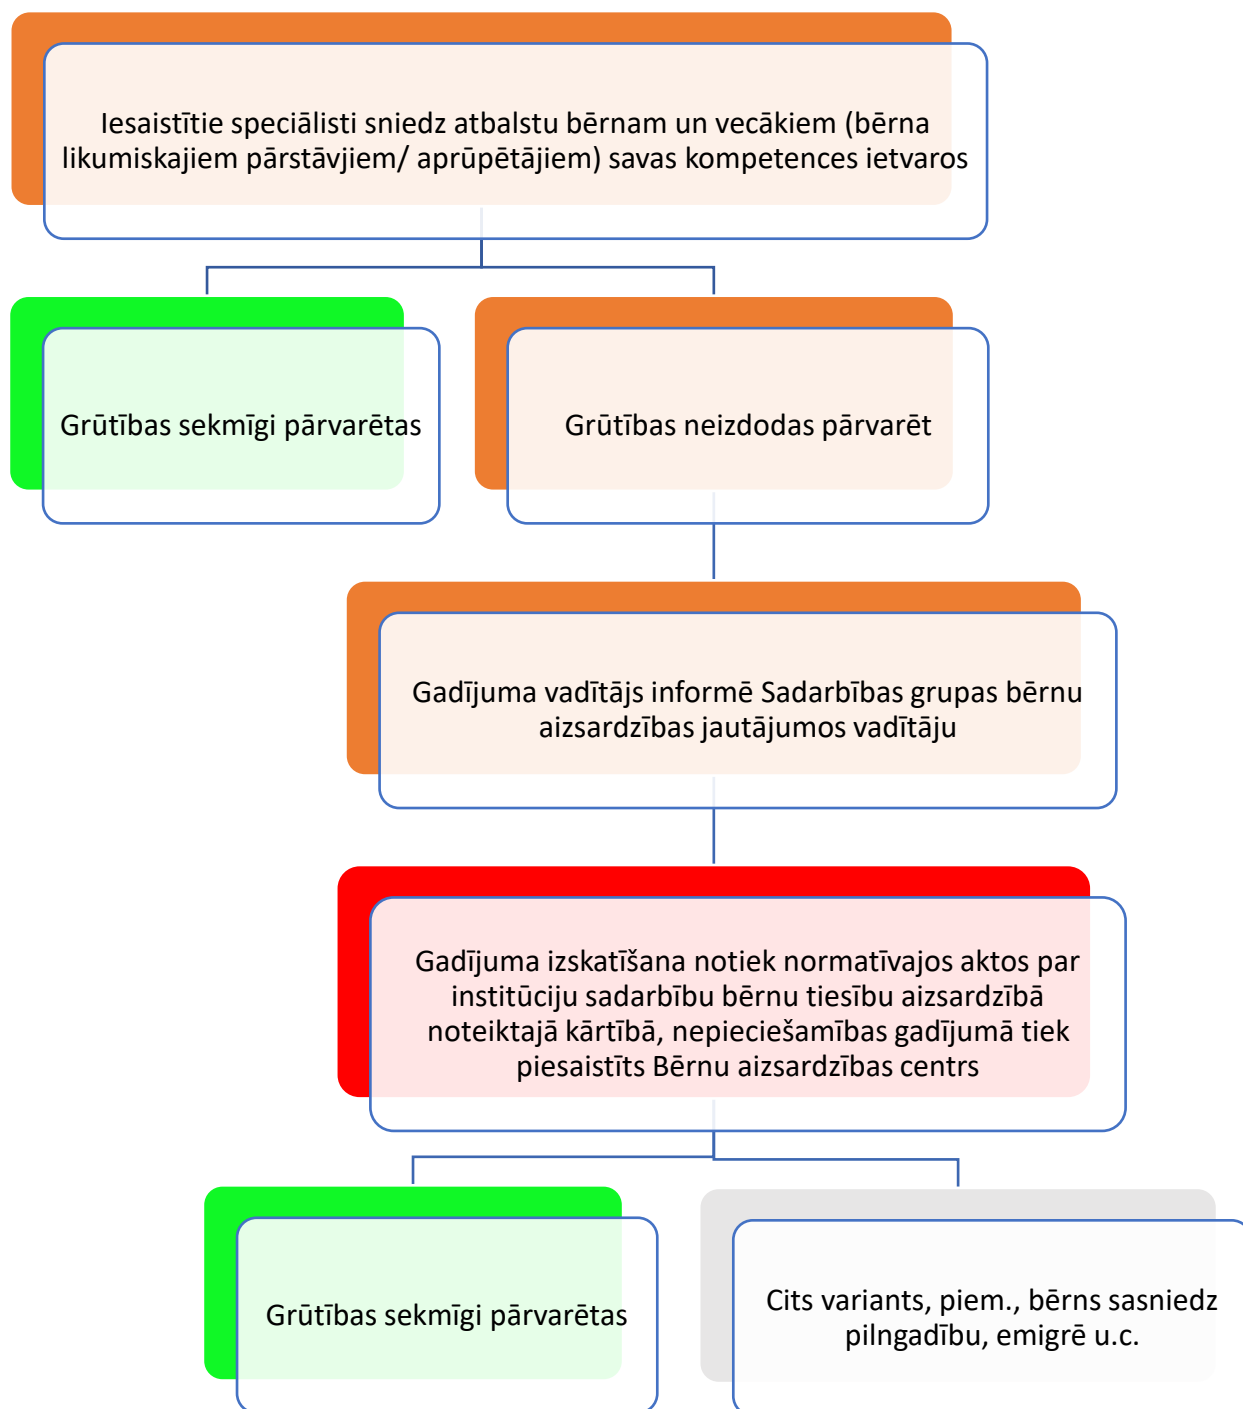 Iesaistītie speciālisti sniedz atbalstu bērnam un vecākiem (bērna
likumiskajiem pārstāvjiem/ aprūpētājiem) savas kompetences ietvaros
Grūtības sekmīgi pārvarētas
Grūtības neizdodas pārvarēt
Gadījuma vadītājs informē Sadarbības grupas bērnu
aizsardzības jautājumos vadītāju
Gadījuma izskatīšana notiek normatīvajos aktos par
institūciju sadarbību bērnu tiesību aizsardzībā
noteiktajā kārtībā, nepieciešamības gadījumā tiek
piesaistīts Bērnu aizsardzības centrs
Grūtības sekmīgi pārvarētas
Cits variants, piem., bērns sasniedz
pilngadību, emigrē u.c.